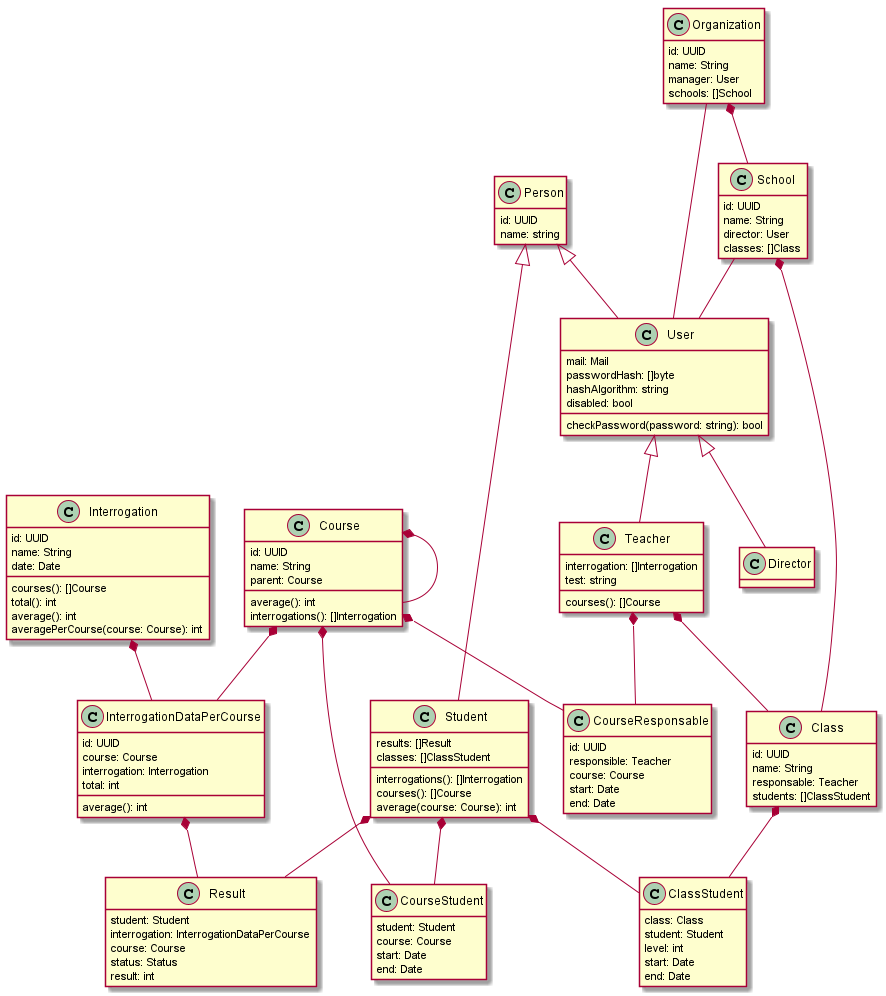 C Organization
id: UUID
name: String
manager: User
schools: []School
C School
id: UUID
name: String
director: User
classes: []Class
C Person
id: UUID
name: string
C User
mail: Mail
passwordHash: []byte
hashAlgorithm: string
disabled: bool
checkPassword(password: string): bool
C Interrogation
id: UUID
name: String
date: Date
courses(): []Course
total(): int
average(): int
averagePerCourse(course: Course): int
C Course
id: UUID
name: String
parent: Course
average(): int
interrogations(): []Interrogation
C Teacher
interrogation: []Interrogation
test: string
courses(): []Course
C Director
C InterrogationDataPerCourse
id: UUID
course: Course
interrogation: Interrogation
total: int
average(): int
C Student
results: []Result
classes: []ClassStudent
interrogations(): []Interrogation
courses(): []Course
average(course: Course): int
C CourseResponsable
id: UUID
responsible: Teacher
course: Course
start: Date
end: Date
C Class
id: UUID
name: String
responsable: Teacher
students: []ClassStudent
C Result
student: Student
interrogation: InterrogationDataPerCourse
course: Course
status: Status
result: int
C CourseStudent
student: Student
course: Course
start: Date
end: Date
C ClassStudent
class: Class
student: Student
level: int
start: Date
end: Date